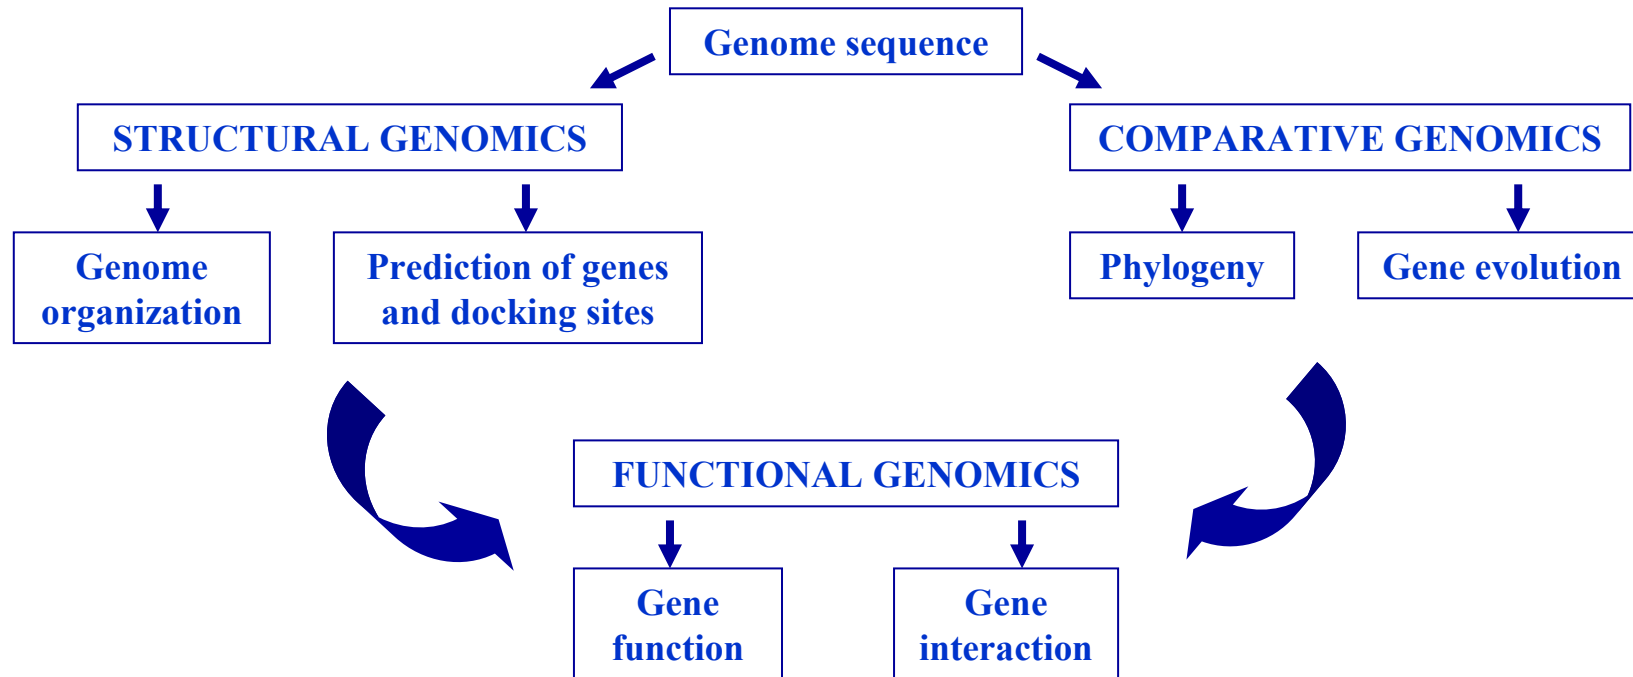 Genome sequence
STRUCTURAL GENOMICS
COMPARATIVE GENOMICS
Genome
organization
Prediction of genes
and docking sites
Phylogeny
Gene evolution
FUNCTIONAL GENOMICS
Gene
function
Gene
interaction